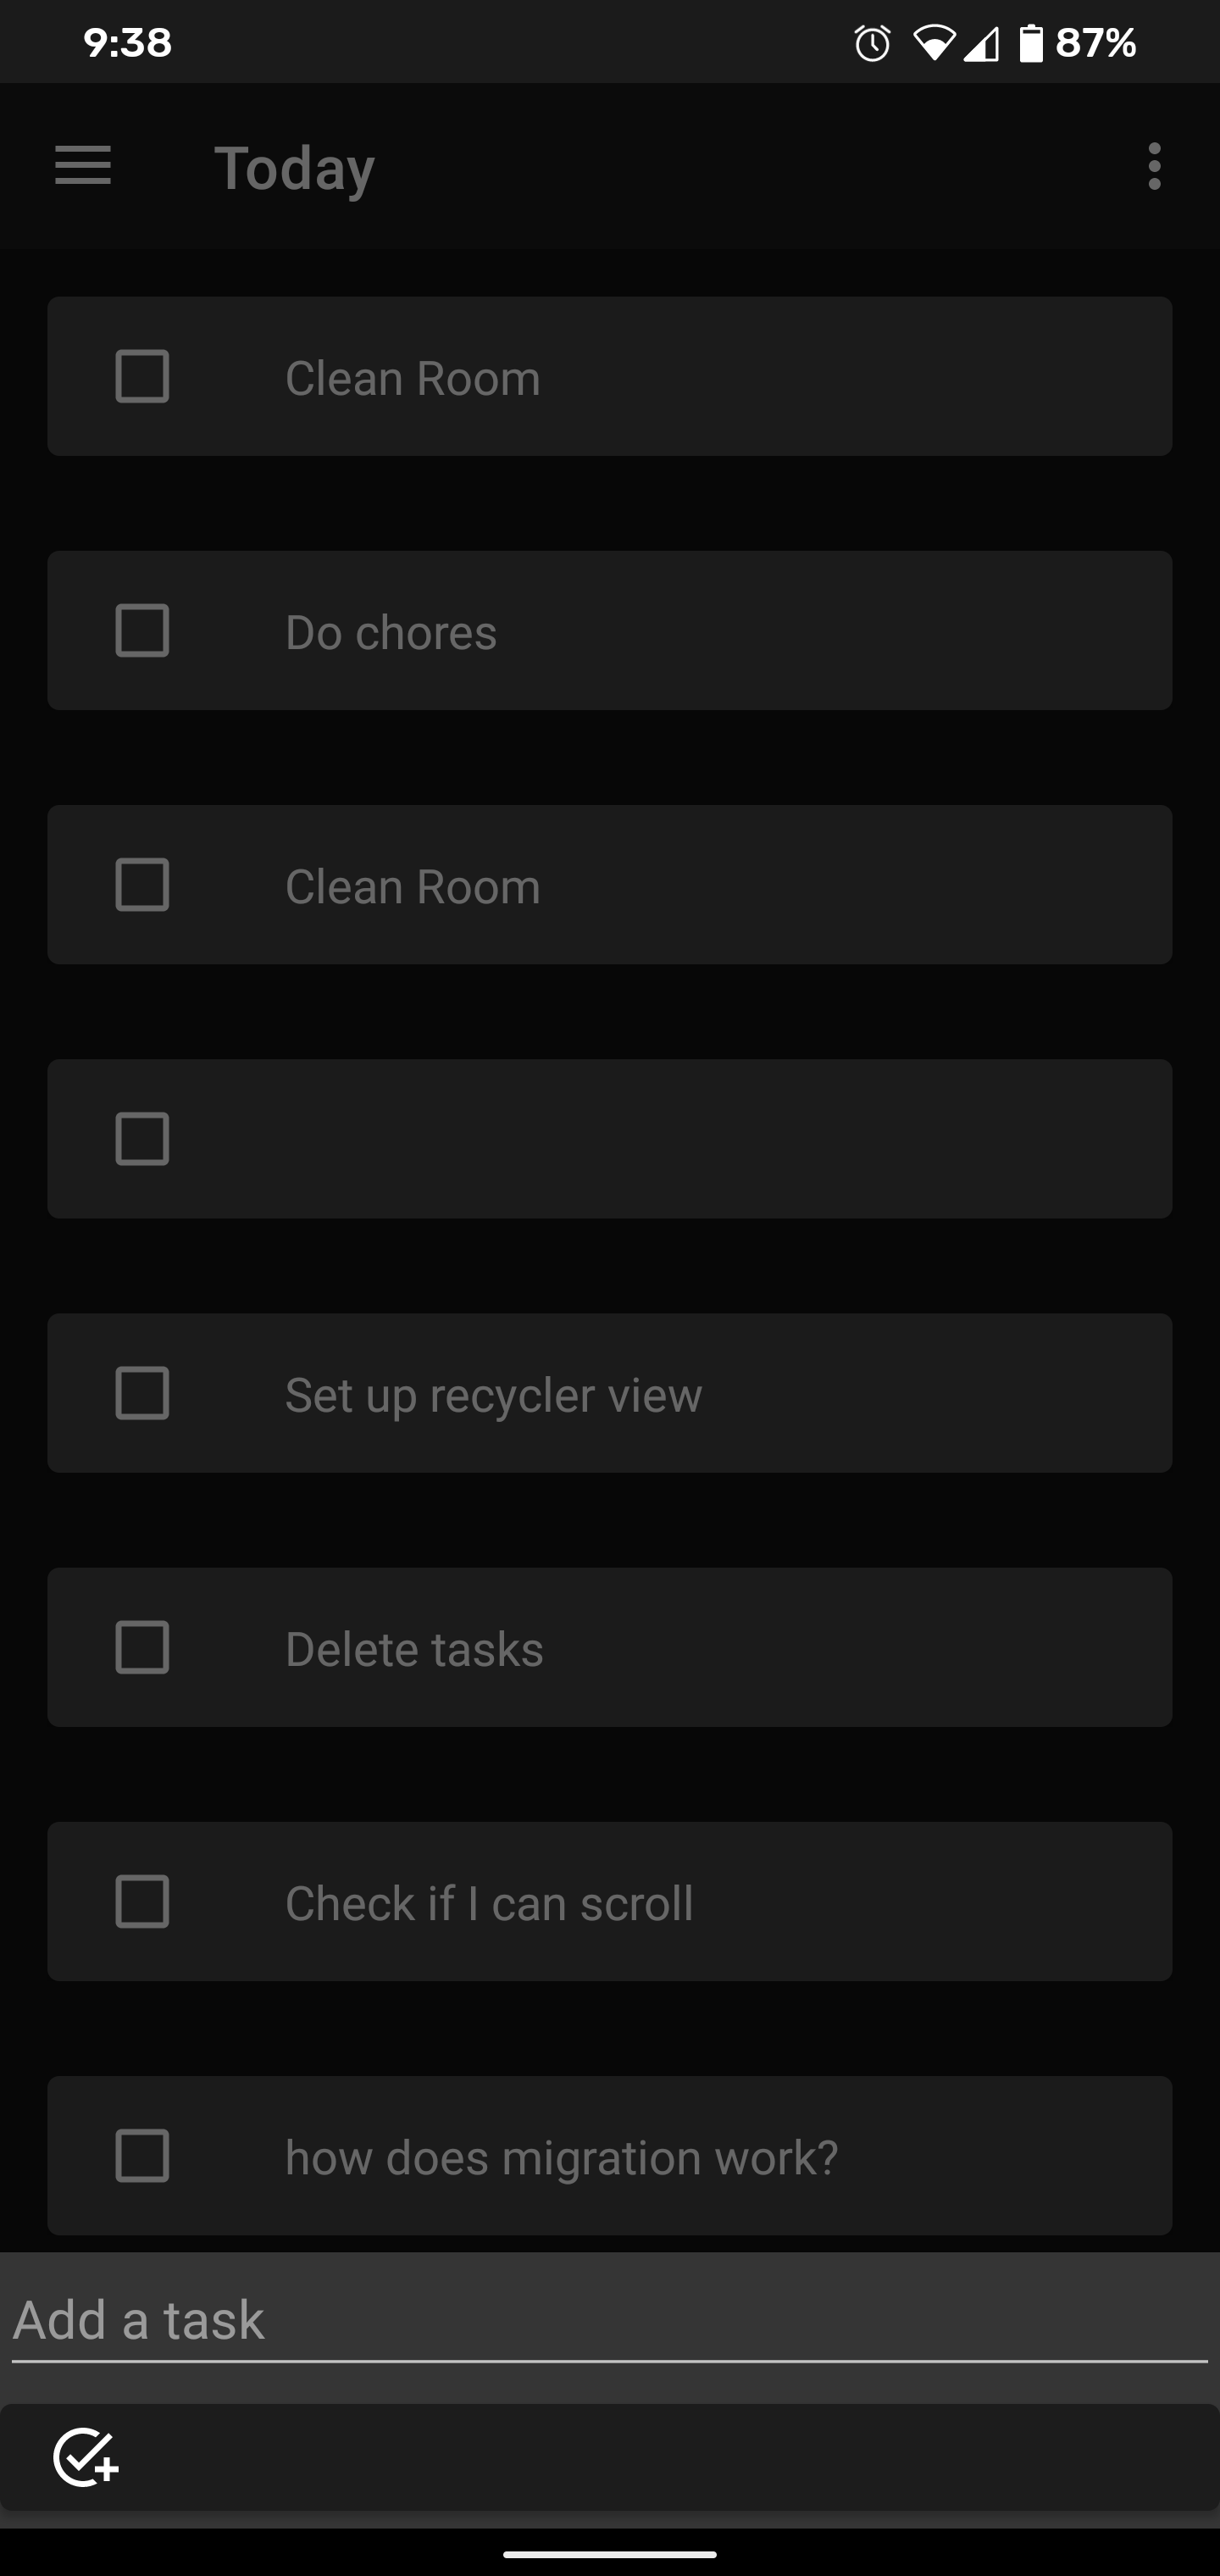 9:38
87%
Today
Clean Room
Do chores
Clean Room
Set up recycler view
Delete tasks
Check if I can scroll
how does migration work?
Add a task